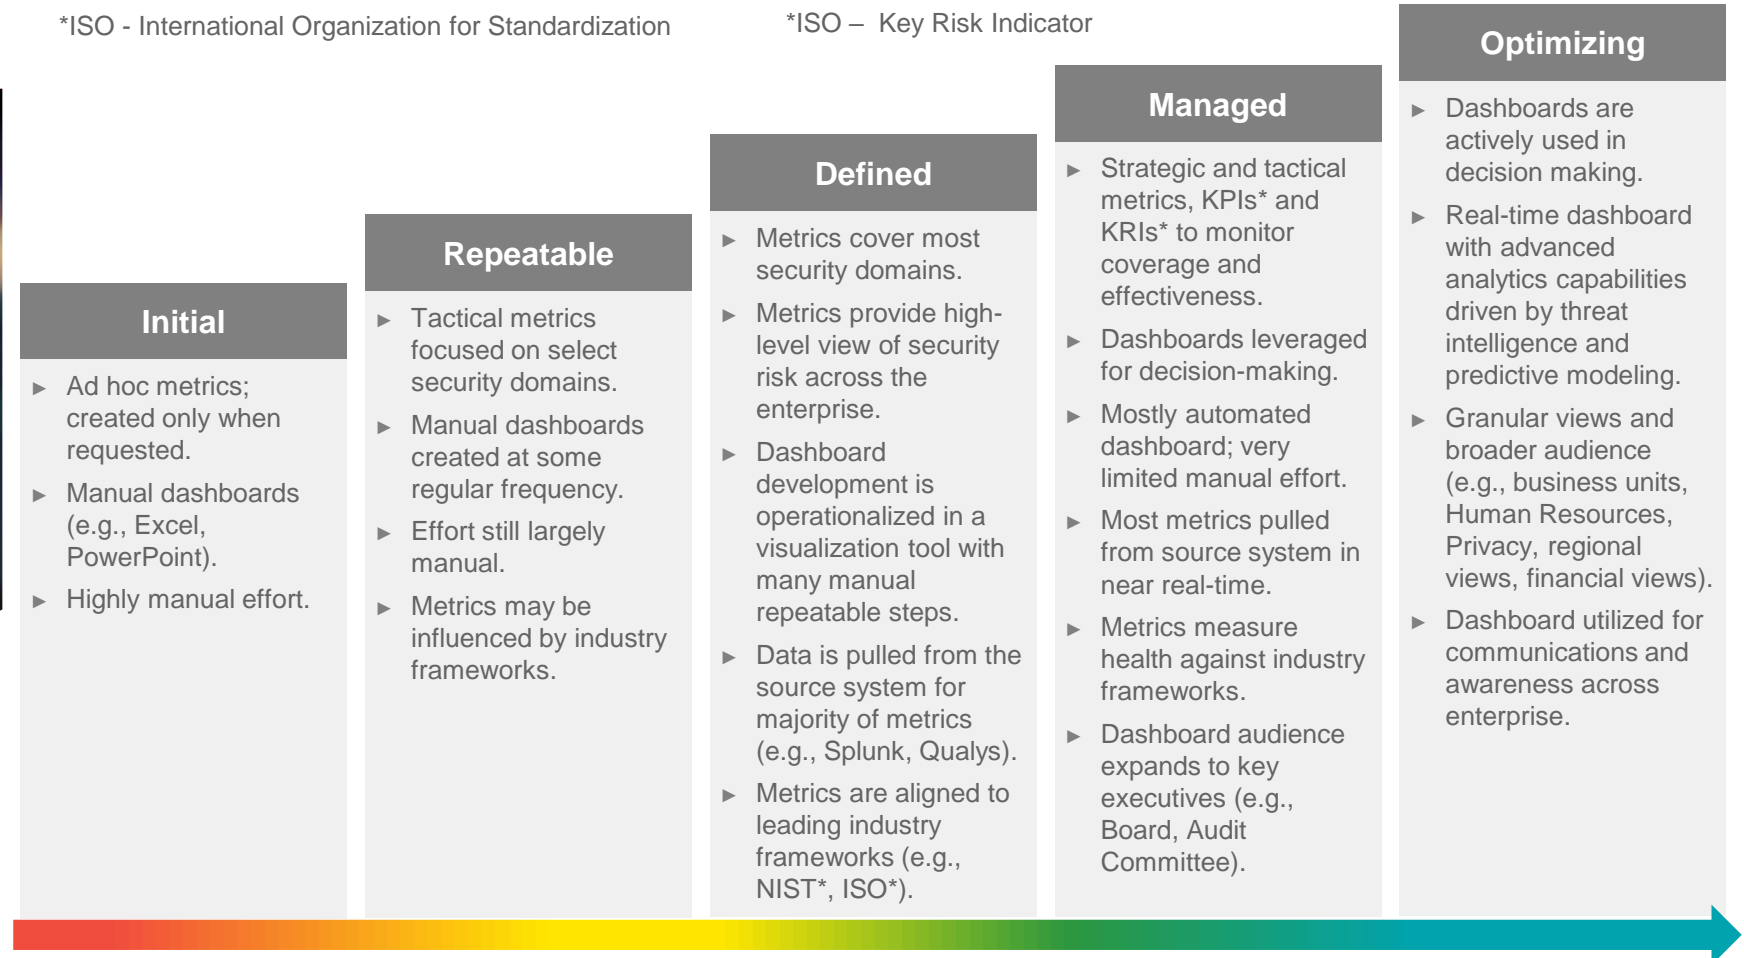 *ISO - International Organization for Standardization
*ISO – Key Risk Indicator
Initial
► Ad hoc metrics;
created only when
requested.
► Manual dashboards
(e.g., Excel,
PowerPoint).
► Highly manual effort.
Repeatable
► Tactical metrics
focused on select
security domains.
► Manual dashboards
created at some
regular frequency.
► Effort still largely
manual.
► Metrics may be
influenced by industry
frameworks.
Defined
► Metrics cover most
security domains.
► Metrics provide high-
level view of security
risk across the
enterprise.
► Dashboard
development is
operationalized in a
visualization tool with
many manual
repeatable steps.
► Data is pulled from the
source system for
majority of metrics
(e.g., Splunk, Qualys).
► Metrics are aligned to
leading industry
frameworks (e.g.,
NIST*, ISO*).
Managed
► Strategic and tactical
metrics, KPIs* and
KRIs* to monitor
coverage and
effectiveness.
► Dashboards leveraged
for decision-making.
► Mostly automated
dashboard; very
limited manual effort.
► Most metrics pulled
from source system in
near real-time.
► Metrics measure
health against industry
frameworks.
► Dashboard audience
expands to key
executives (e.g.,
Board, Audit
Committee).
Optimizing
► Dashboards are
actively used in
decision making.
► Real-time dashboard
with advanced
analytics capabilities
driven by threat
intelligence and
predictive modeling.
► Granular views and
broader audience
(e.g., business units,
Human Resources,
Privacy, regional
views, financial views).
► Dashboard utilized for
communications and
awareness across
enterprise.